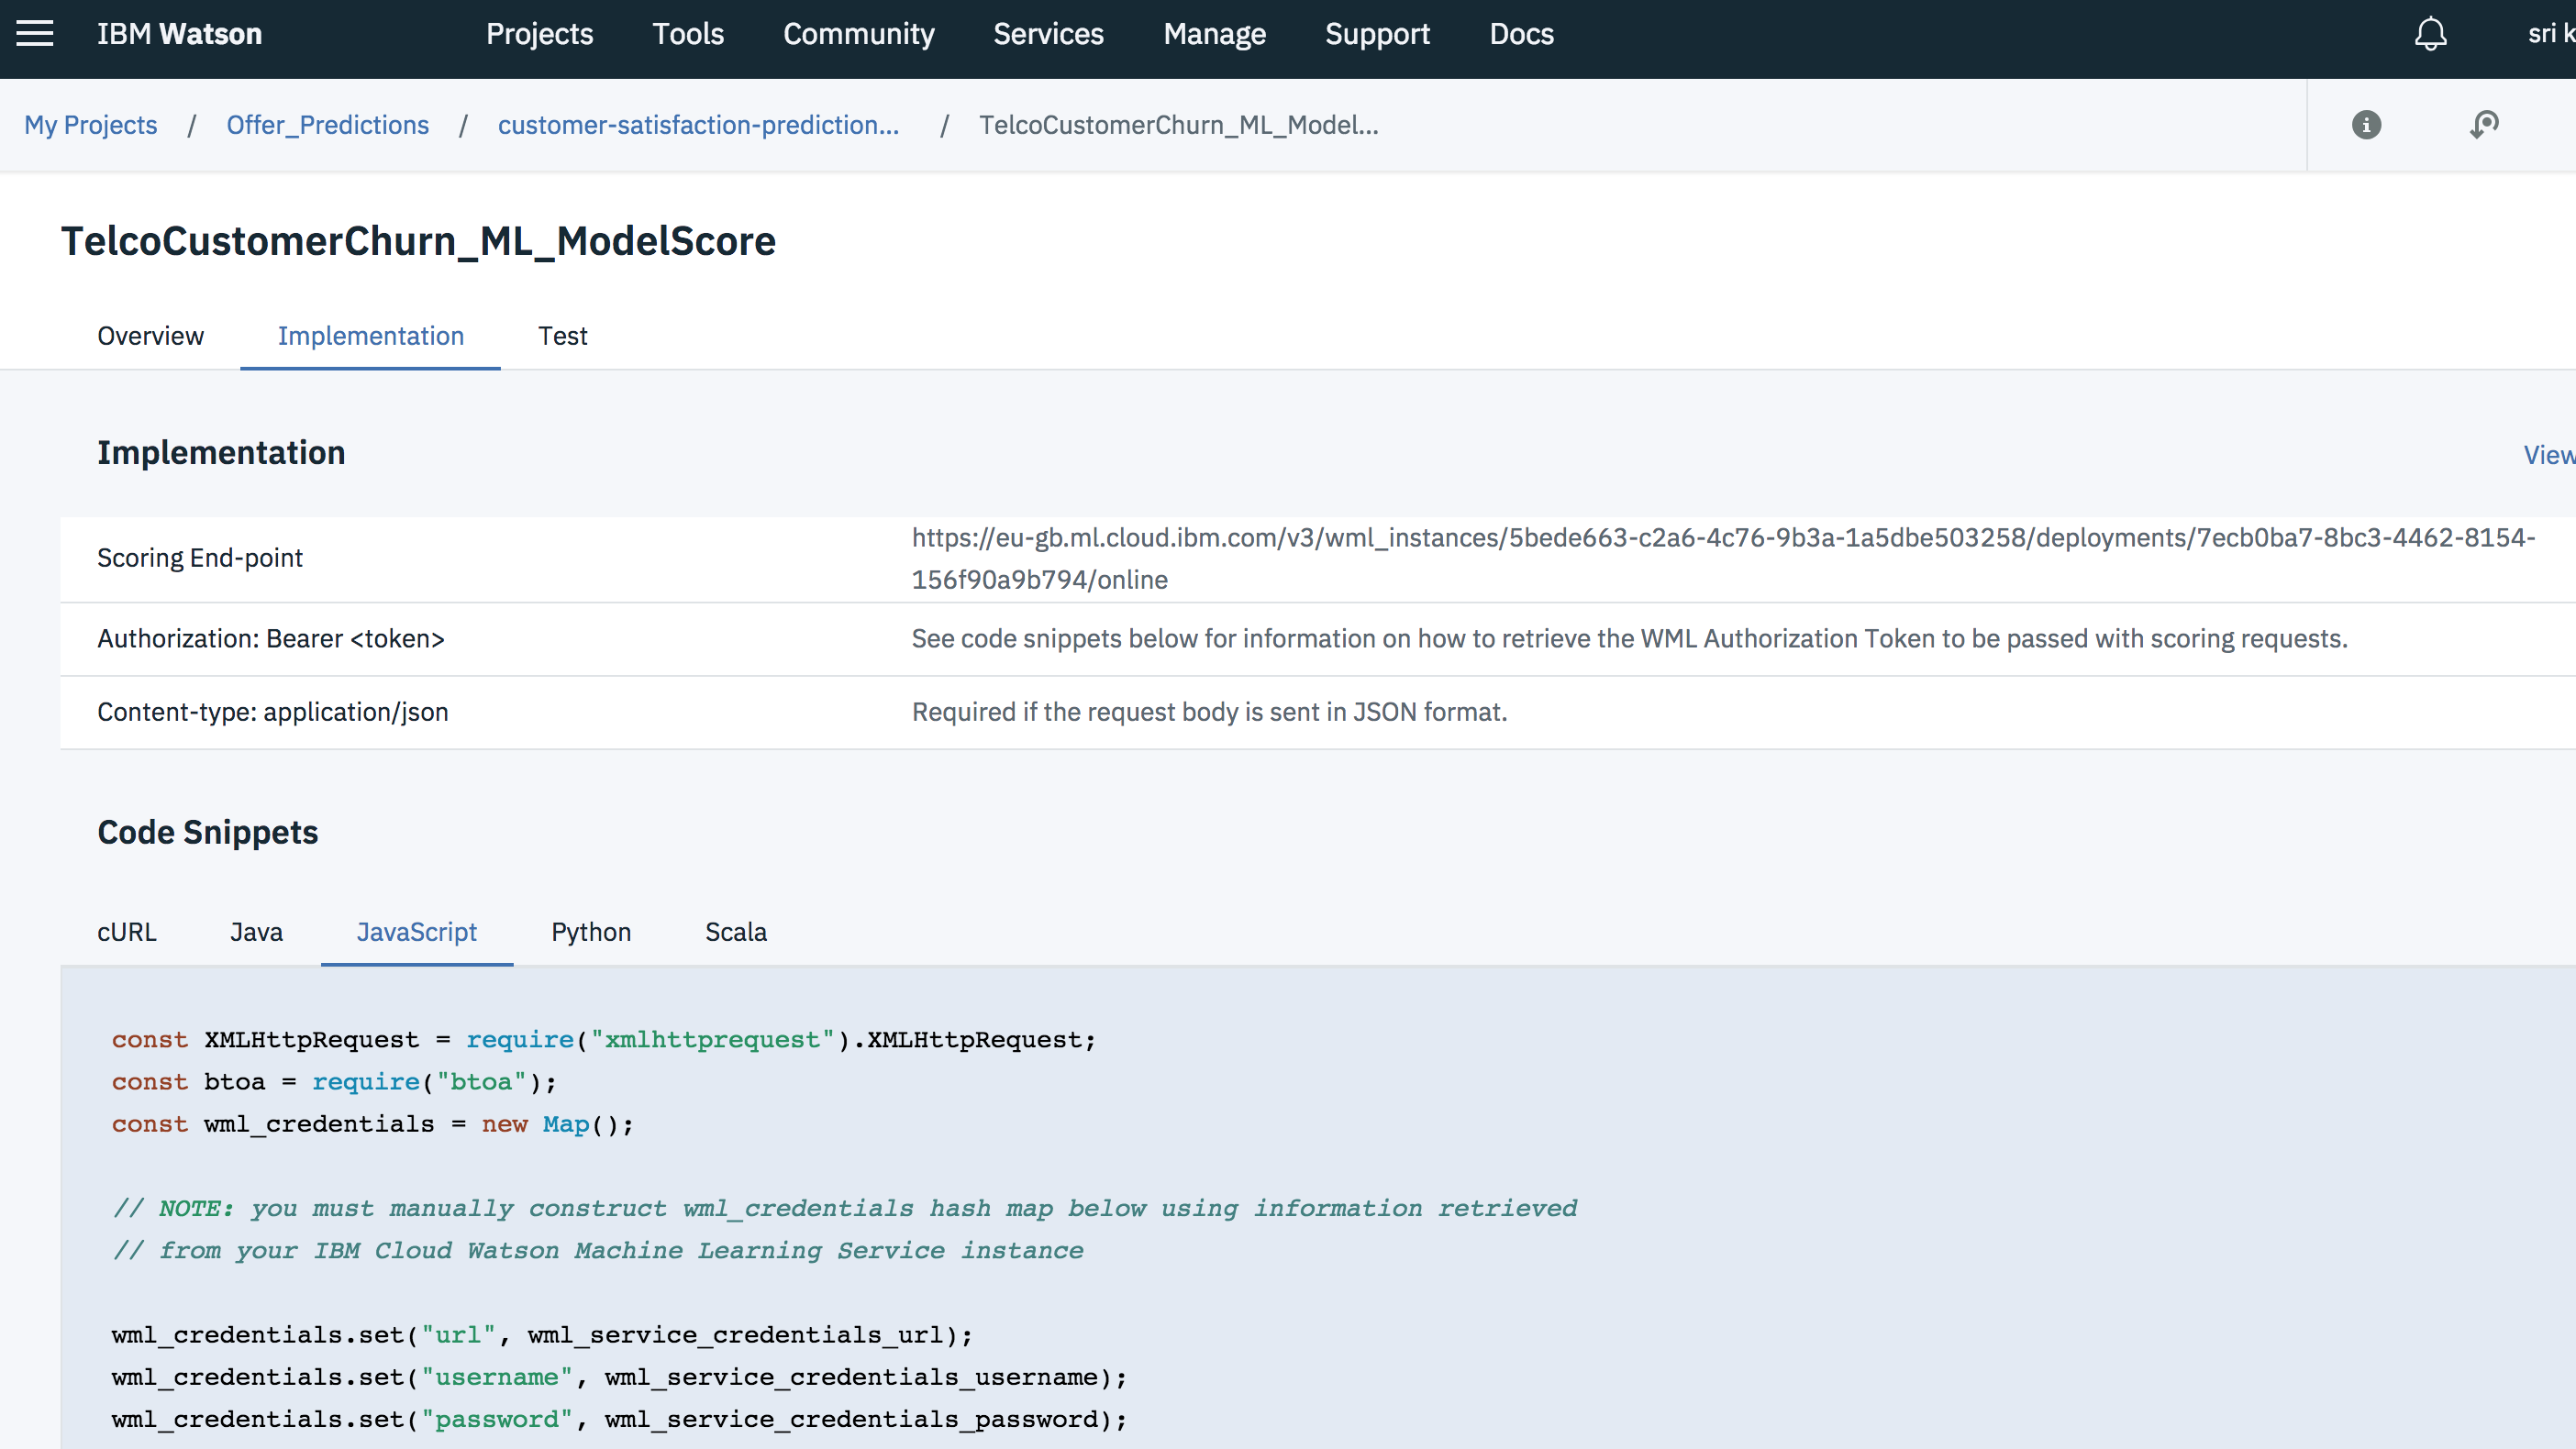 IBM Watson Projects Tools Community Services Manage Support Docs sri k
My Projects / Offer_Predictions / customer-satisfaction-prediction... / TelcoCustomerChurn_ML_Model...
TelcoCustomerChurn_ML_ModelScore
Overview Implementation Test
Implementation View
Scoring End-point https://eu-gb.ml.cloud.ibm.com/v3/wml_instances/5bede663-c2a6-4c76-9b3a-1a5dbe503258/deployments/7ecb0ba7-8bc3-4462-8154-
156f90a9b794/online
Authorization: Bearer <token> See code snippets below for information on how to retrieve the WML Authorization Token to be passed with scoring requests.
Content-type: application/json Required if the request body is sent in JSON format.
Code Snippets
cURL Java JavaScript Python Scala
const XMLHttpRequest = require("xmlhttprequest").XMLHttpRequest;
const btoa = require("btoa");
const wml_credentials = new Map();
// NOTE: you must manually construct wml_credentials hash map below using information retrieved
// from your IBM Cloud Watson Machine Learning Service instance
wml_credentials.set("url", wml_service_credentials_url);
wml_credentials.set("username", wml_service_credentials_username);
wml_credentials.set("password", wml_service_credentials_password);